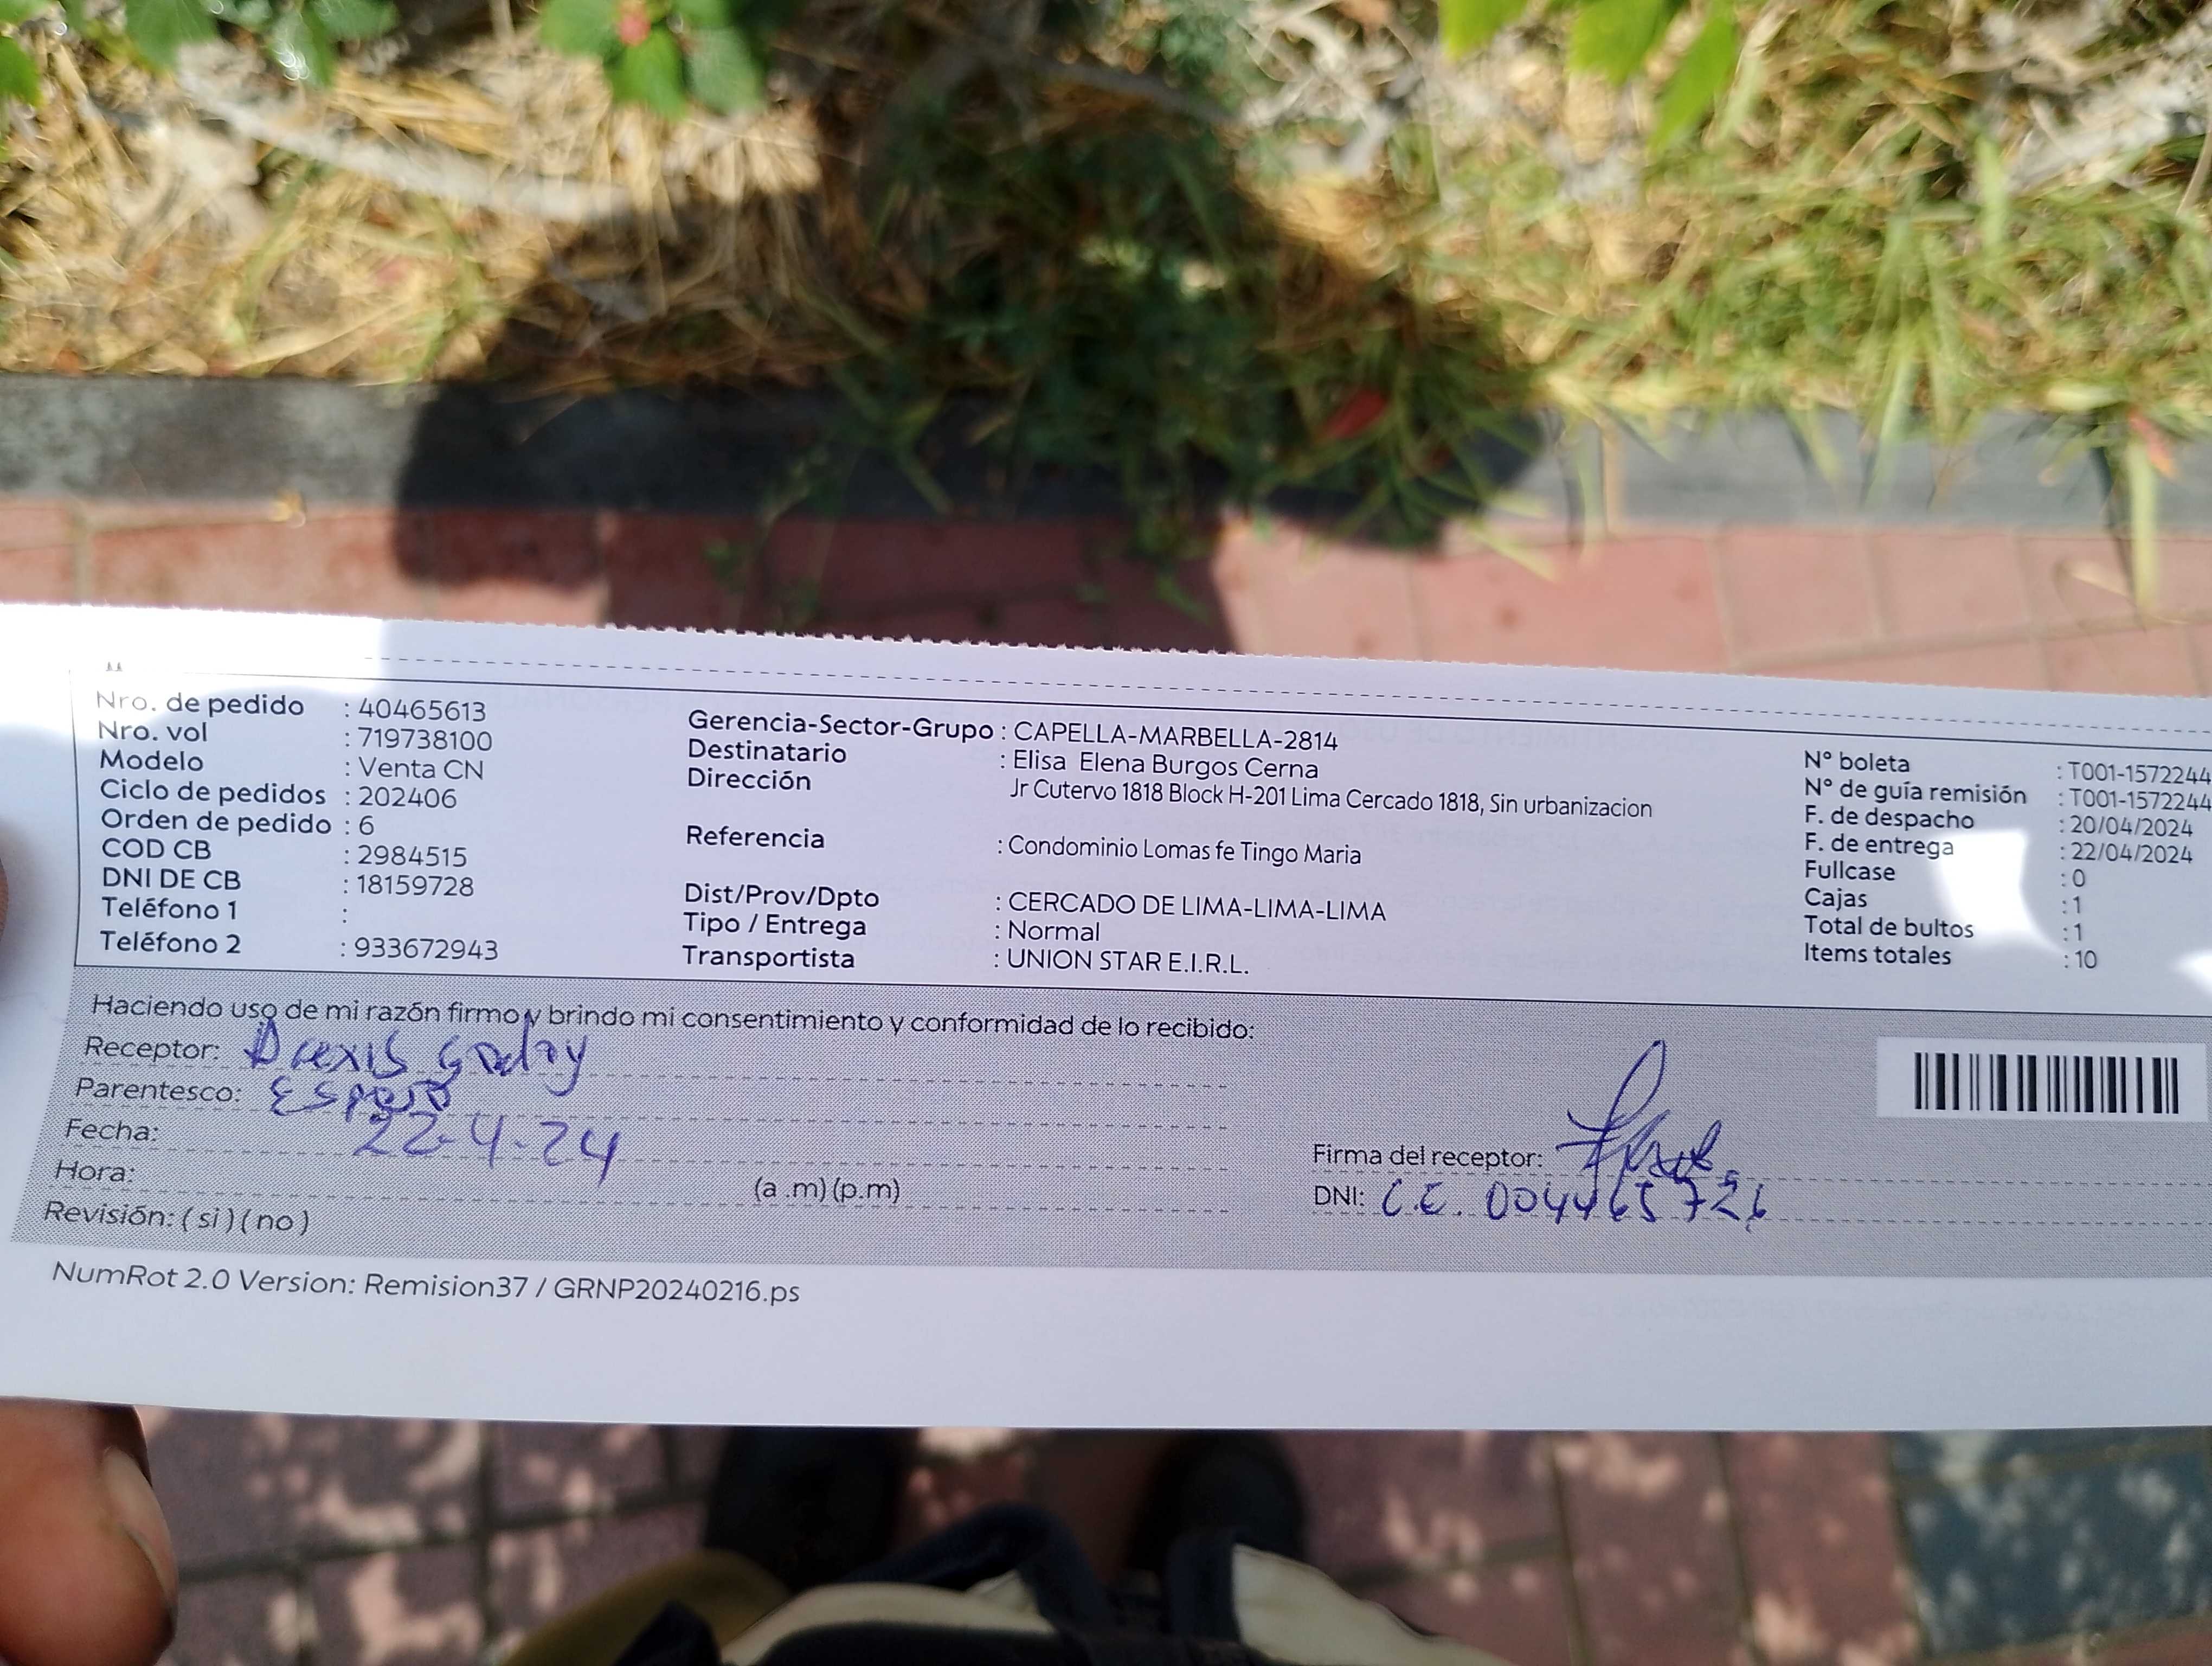 Nro. de pedido : 40465613
Nro. vol : 719738100
Modelo : Venta CN
Ciclo de pedidos : 202406
Orden de pedido : 6
COD CB : 2984515
DNI DE CB : 18159728
Teléfono 1 :
Teléfono 2 : 933672943
Gerencia-Sector-Grupo : CAPELLA-MARBELLA-2814
Destinatario : Elisa Elena Burgos Cerna
Dirección Jr Cutervo 1818 Block H-201 Lima Cercado 1818, Sin urbanizacion
Referencia : Condominio Lomas fe Tingo Maria
Dist/Prov/Dpto : CERCADO DE LIMA-LIMA-LIMA
Tipo / Entrega : Normal
Transportista : UNION STAR E.I.R.L.
N° boleta : T001-1572244
N° de guía remisión : T001-1572244
F. de despacho : 20/04/2024
F. de entrega : 22/04/2024
Fullcase : 0
Cajas : 1
Total de bultos : 1
Items totales : 10
Haciendo uso de mi razón firmo y brindo mi consentimiento y conformidad de lo recibido:
Receptor: Godoy
Parentesco: Esposo
Fecha: 22-4-24
Hora: (a .m) (p.m)
Revisión: ( si ) ( no )
Firma del receptor:
DNI: C.E. 004465726
NumRot 2.0 Version: Remision37 / GRNP20240216.ps